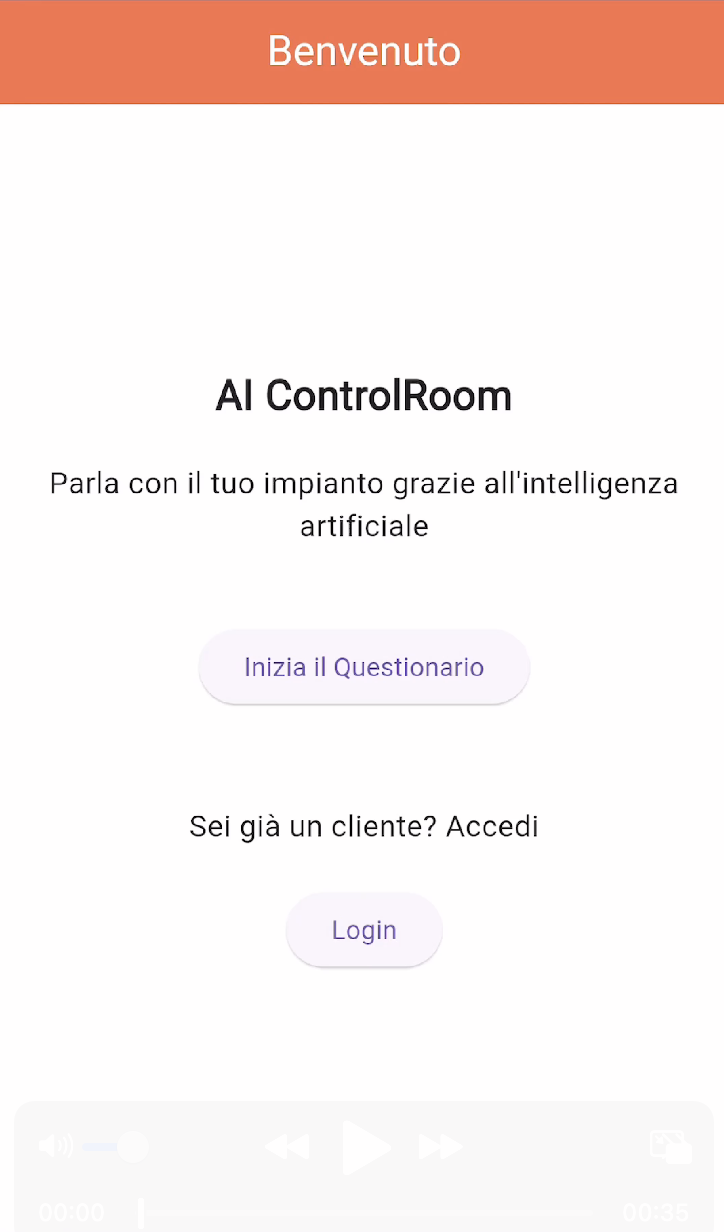 Benvenuto
AI ControlRoom
Parla con il tuo impianto grazie all'intelligenza
artificiale
Inizia il Questionario
Sei già un cliente? Accedi
Login
00:00
00:35